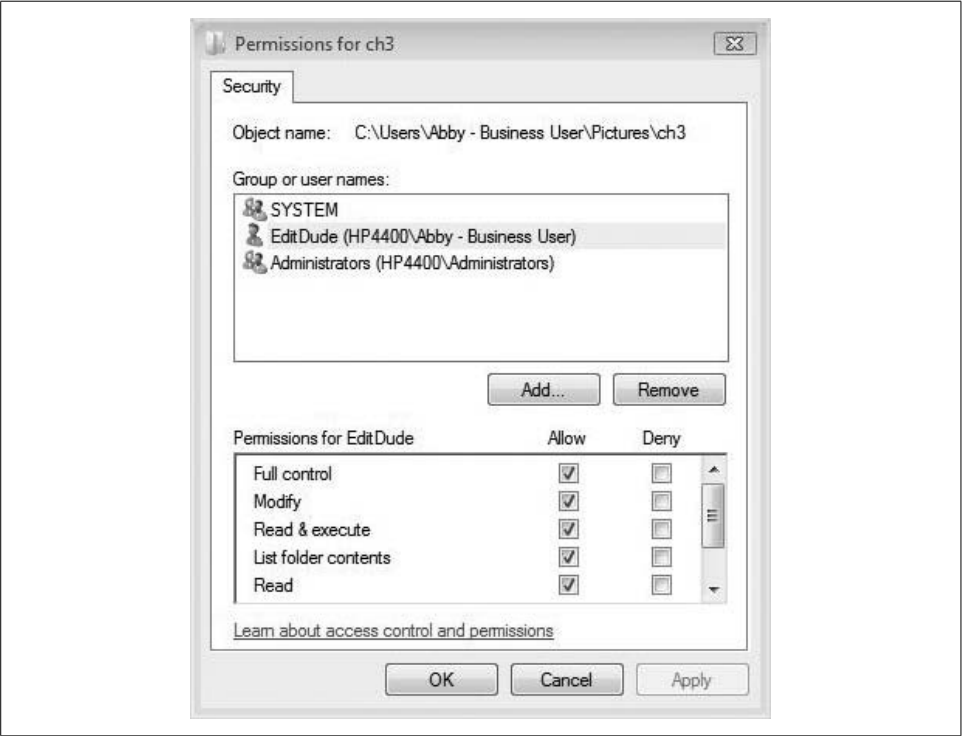 Permissions for ch3
Security
Object name: C:\Users\Abby - Business User\Pictures\ch3
Group or user names:
SYSTEM
EditDude (HP4400\Abby - Business User)
Administrators (HP4400\Administrators)
Add... Remove
Permissions for EditDude Allow Deny
Full control
Modify
Read & execute
List folder contents
Read
Learn about access control and permissions
OK Cancel Apply